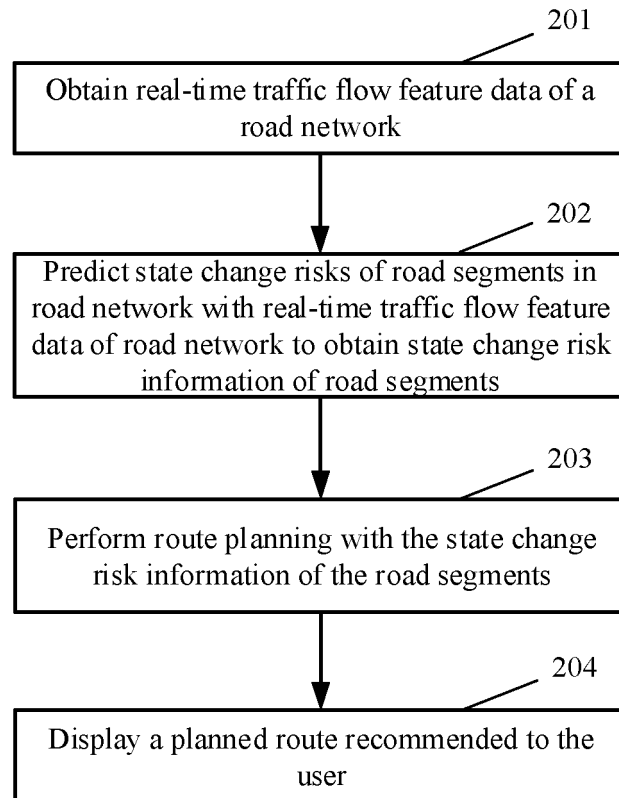 201
Obtain real-time traffic flow feature data of a
road network
202
Predict state change risks of road segments in
road network with real-time traffic flow feature
data of road network to obtain state change risk
information of road segments
203
Perform route planning with the state change
risk information of the road segments
204
Display a planned route recommended to the
user